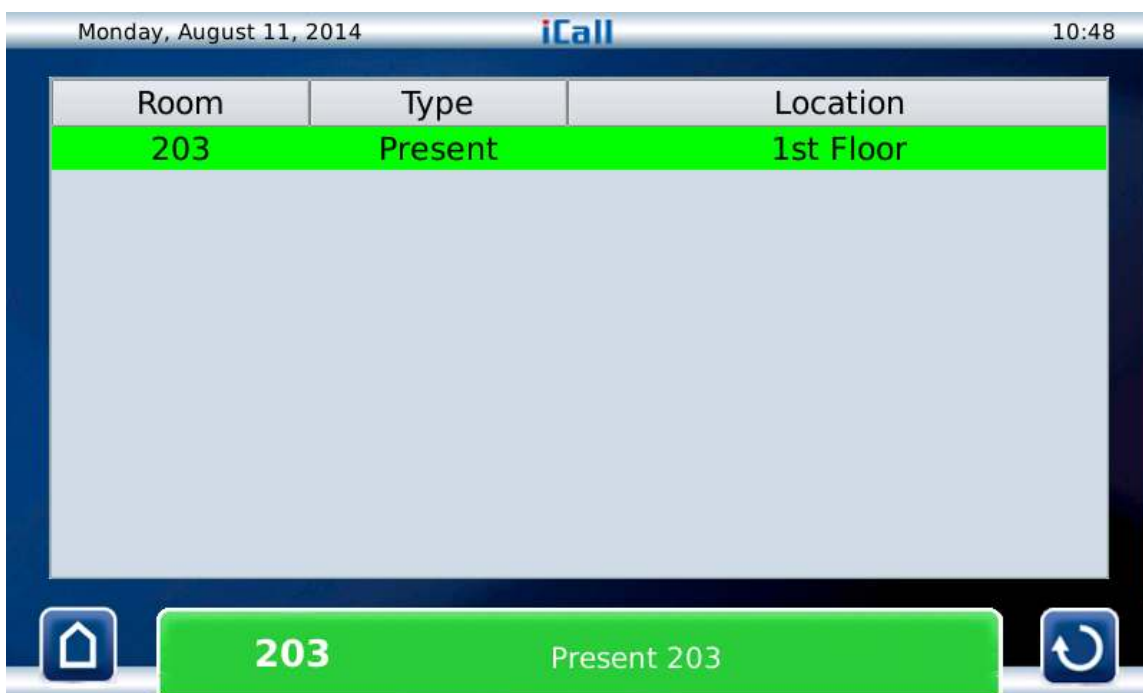 Monday, August 11, 2014 iCall 10:48
Room Type Location
203 Present 1st Floor
203 Present 203